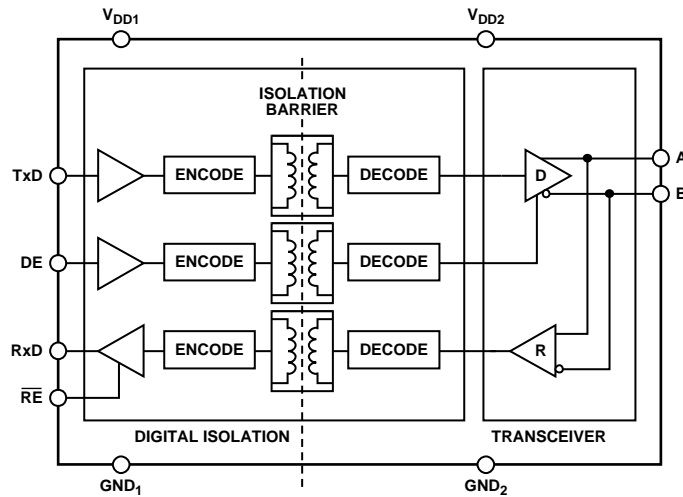 VDD1 VDD2
ISOLATION
BARRIER
TxD ENCODE DECODE D A
B
DE ENCODE DECODE
RxD ENCODE DECODE R
RE
DIGITAL ISOLATION TRANSCEIVER
GND1 GND2